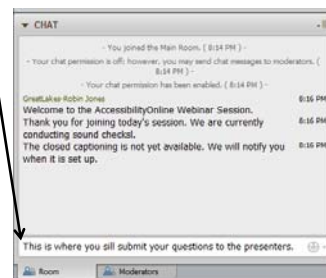 CHAT
- You joined the Main Room. ( 8:14 PM ) -
- Your chat permission is off; however, you may send chat messages to moderators. (
8:14 PM ) -
- Your chat permission has been enabled. ( 8:14 PM ) -
GreatLakes Robin Jones
Welcome to the AccessibilityOnline Webinar Session. 8:16 PM
Thank you for joining today's session. We are currently 8:16 PM
conducting sound checksl.
The closed captioning is not yet available. We will notify you 8:16 PM
when it is set up.
This is where you sill submit your questions to the presenters.
Room Moderators